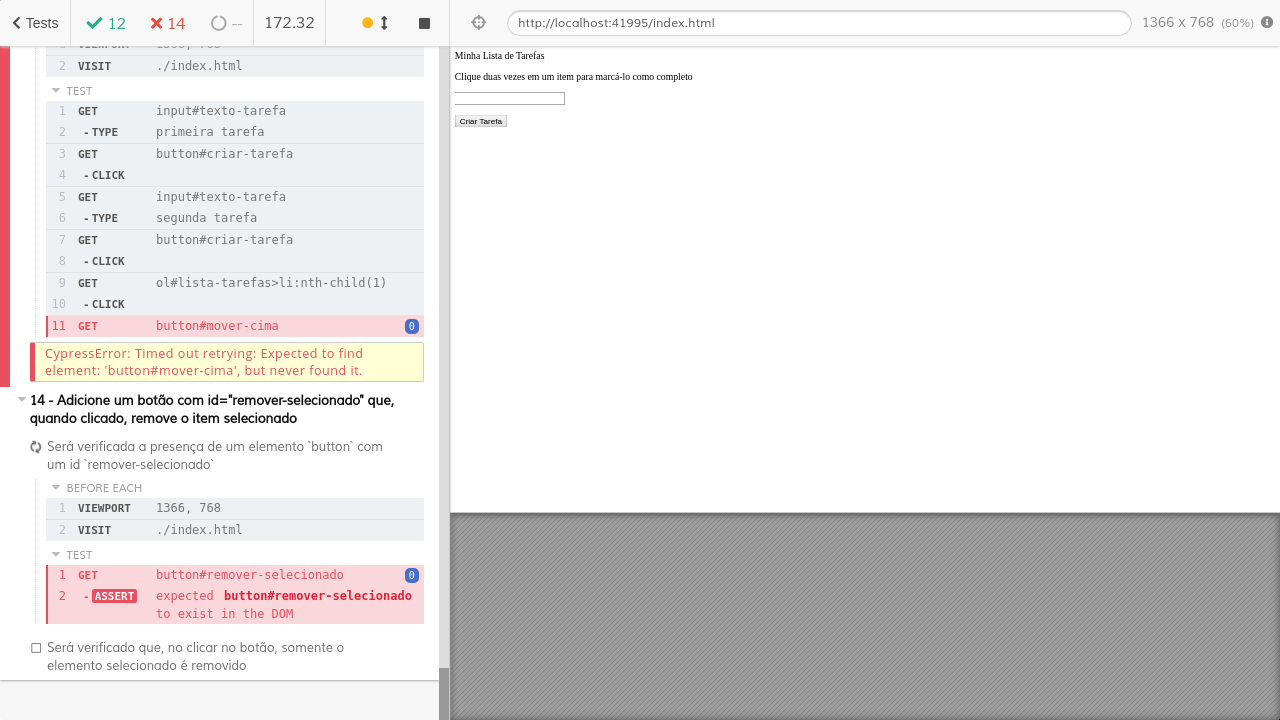 Tests 12 14 -- 172.32 http://localhost:41995/index.html 1366 x 768 (60%)
1 VIEWPORT 1366, 768
2 VISIT ./index.html
TEST
1 GET input#texto-tarefa
2 -TYPE primeira tarefa
3 GET button#criar-tarefa
4 -CLICK
5 GET input#texto-tarefa
6 -TYPE segunda tarefa
7 GET button#criar-tarefa
8 -CLICK
9 GET ol#lista-tarefas>li:nth-child(1)
10 -CLICK
11 GET button#mover-cima 0
CypressError: Timed out retrying: Expected to find
element: 'button#mover-cima', but never found it.
14 - Adicione um botão com id="remover-selecionado" que,
quando clicado, remove o item selecionado
Será verificada a presença de um elemento `button` com
um id `remover-selecionado`
BEFORE EACH
1 VIEWPORT 1366, 768
2 VISIT ./index.html
TEST
1 GET button#remover-selecionado 0
2 -ASSERT expected button#remover-selecionado
to exist in the DOM
Será verificado que, no clicar no botão, somente o
elemento selecionado é removido
Minha Lista de Tarefas
Clique duas vezes em um item para marcá-lo como completo
Criar Tarefa